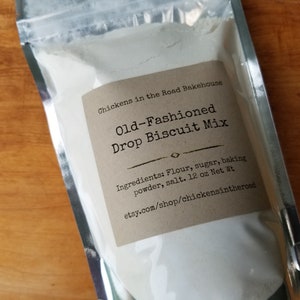 Chickens in the Road Bakehouse
Old-Fashioned
Drop Biscuit Mix
Ingredients: Flour, sugar, baking
powder, salt. 12 oz Net Wt
etsy.com/shop/chickensintheroad